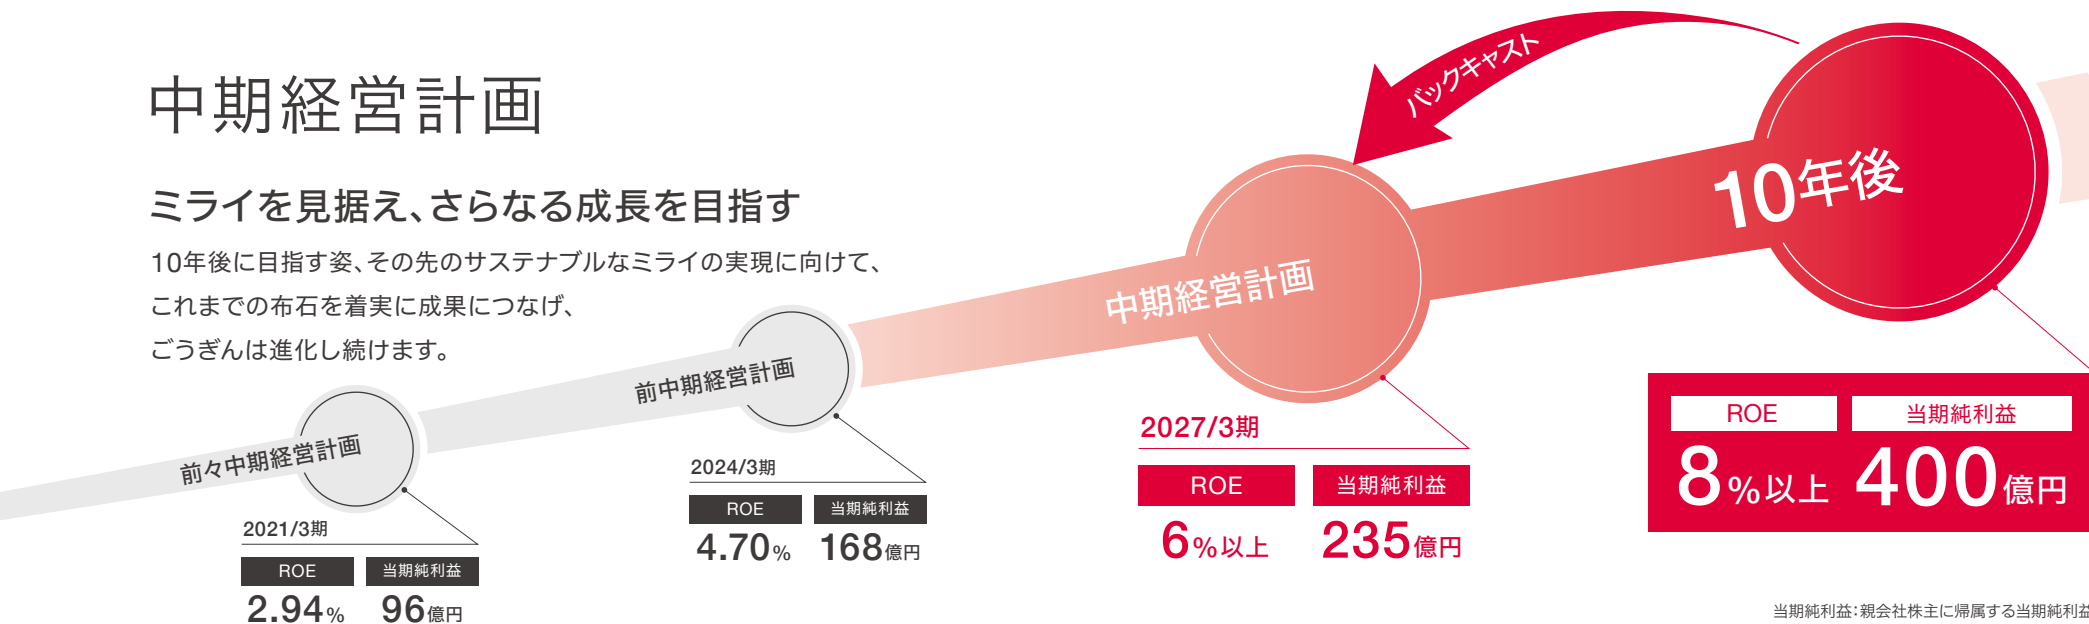 中期経営計画
ミライを見据え、さらなる成長を目指す
10年後に目指す姿、その先のサステナブルなミライの実現に向けて、
これまでの布石を着実に成果につなげ、
ごうぎんは進化し続けます。
前々中期経営計画
2021/3期
ROE 当期純利益
2.94% 96億円
前中期経営計画
2024/3期
ROE 当期純利益
4.70% 168億円
中期経営計画
2027/3期
ROE 当期純利益
6%以上 235億円
バックキャスト
10年後
ROE 当期純利益
8%以上 400億円
当期純利益：親会社株主に帰属する当期純利益